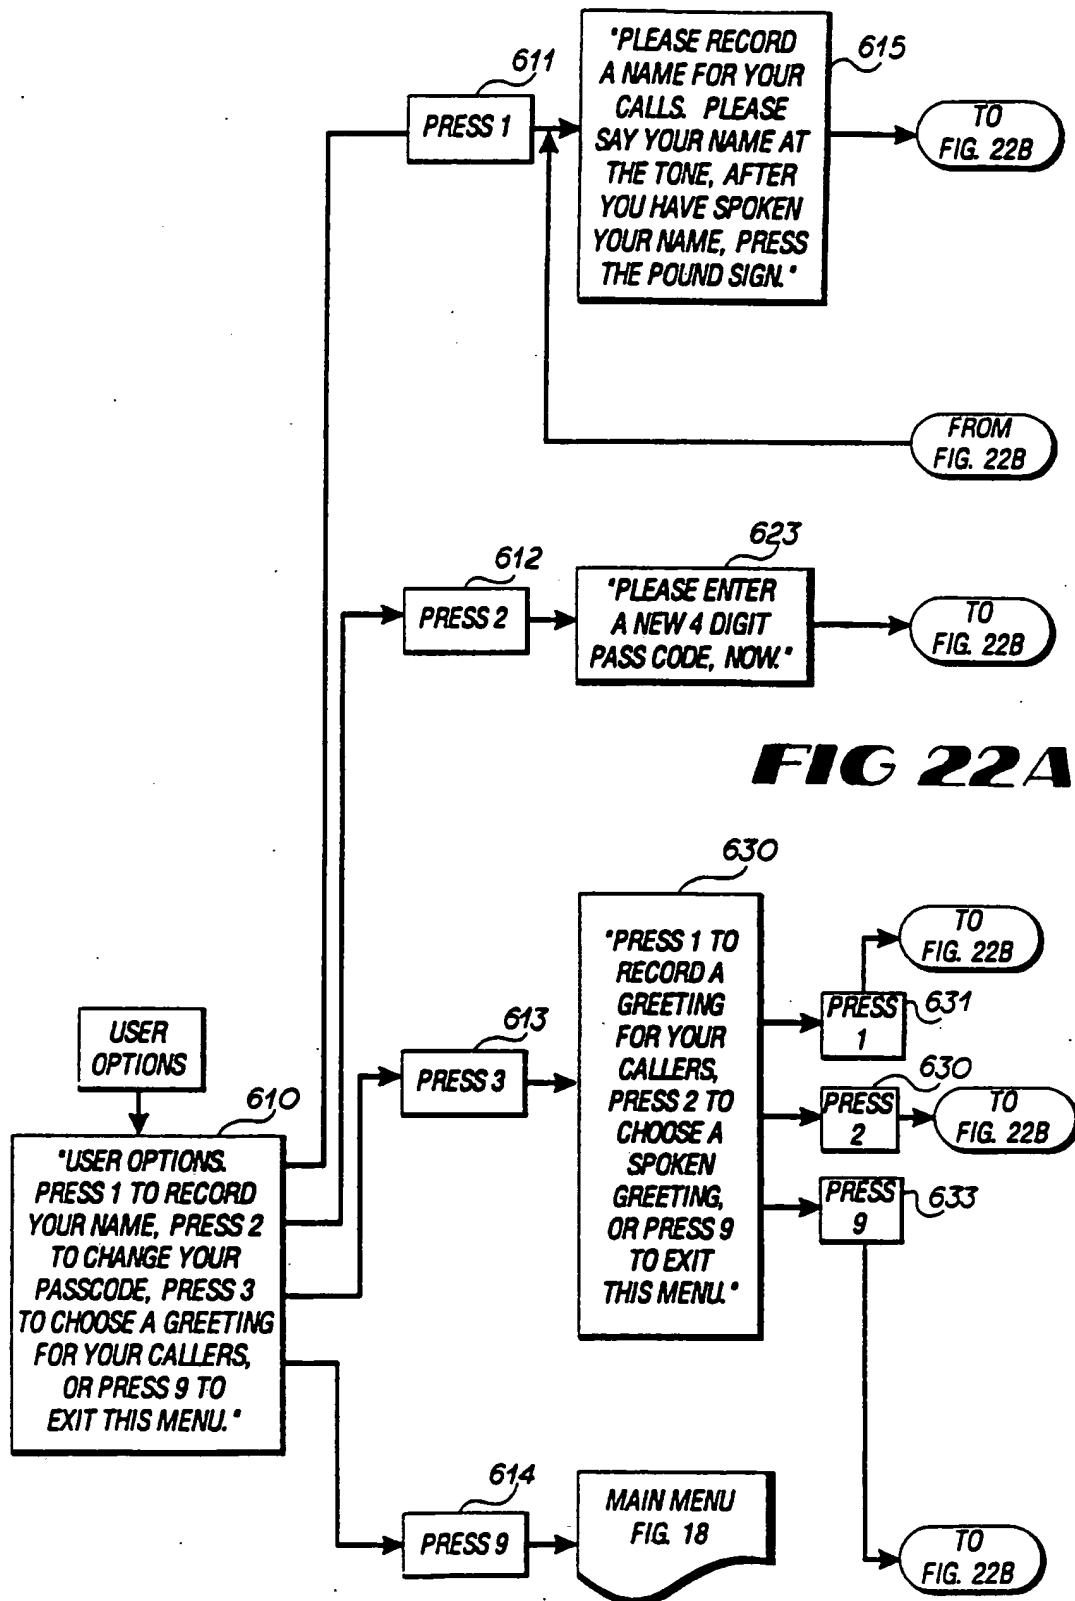 611
PRESS 1
"PLEASE RECORD
A NAME FOR YOUR
CALLS. PLEASE
SAY YOUR NAME AT
THE TONE, AFTER
YOU HAVE SPOKEN
YOUR NAME, PRESS
THE POUND SIGN."
615
TO
FIG. 22B
FROM
FIG. 22B
612
PRESS 2
623
"PLEASE ENTER
A NEW 4 DIGIT
PASS CODE, NOW."
TO
FIG. 22B
FIG 22A
USER
OPTIONS
610
"USER OPTIONS.
PRESS 1 TO RECORD
YOUR NAME, PRESS 2
TO CHANGE YOUR
PASSCODE, PRESS 3
TO CHOOSE A GREETING
FOR YOUR CALLERS,
OR PRESS 9 TO
EXIT THIS MENU."
613
PRESS 3
630
"PRESS 1 TO
RECORD A
GREETING
FOR YOUR
CALLERS,
PRESS 2 TO
CHOOSE A
SPOKEN
GREETING,
OR PRESS 9
TO EXIT
THIS MENU."
TO
FIG. 22B
PRESS
1
631
630
PRESS
2
TO
FIG. 22B
PRESS
9
633
614
PRESS 9
MAIN MENU
FIG. 18
TO
FIG. 22B